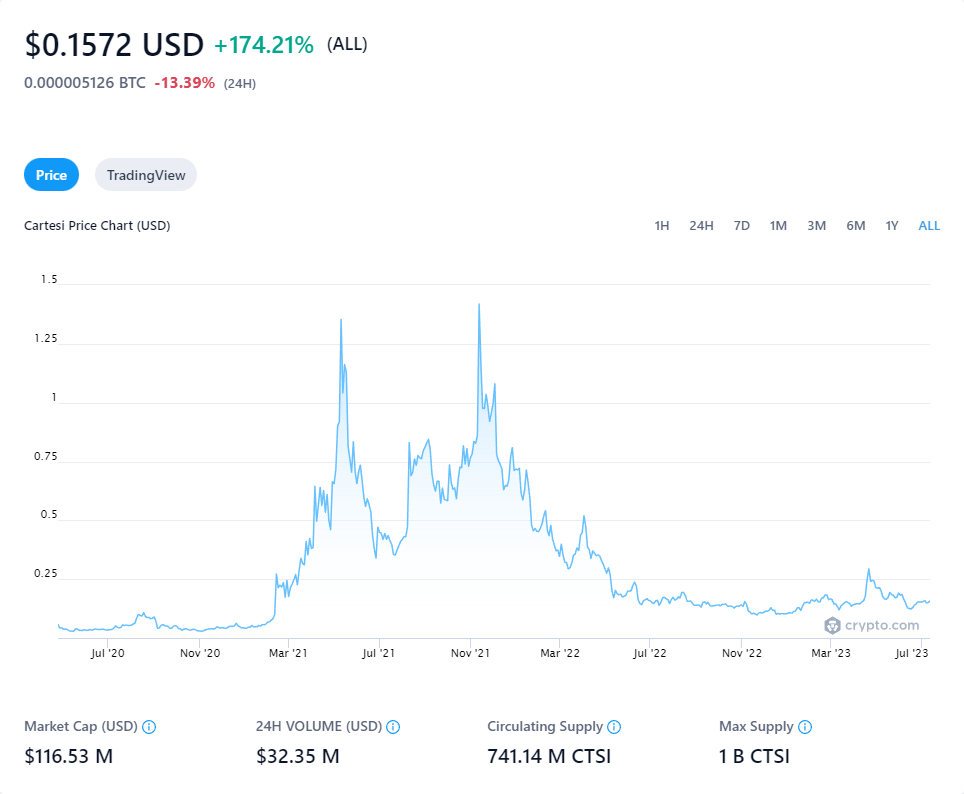 $0.1572 USD +174.21% (ALL)
0.000005126 BTC -13.39% (24H)
Price TradingView
Cartesi Price Chart (USD) 1H 24H 7D 1M 3M 6M 1Y ALL
1.5
1.25
1
0.75
0.5
0.25
crypto.com
Jul '20 Nov '20 Mar '21 Jul '21 Nov '21 Mar '22 Jul '22 Nov '22 Mar '23 Jul '23
Market Cap (USD) 24H VOLUME (USD) Circulating Supply Max Supply
$116.53 M $32.35 M 741.14 M CTSI 1 B CTSI